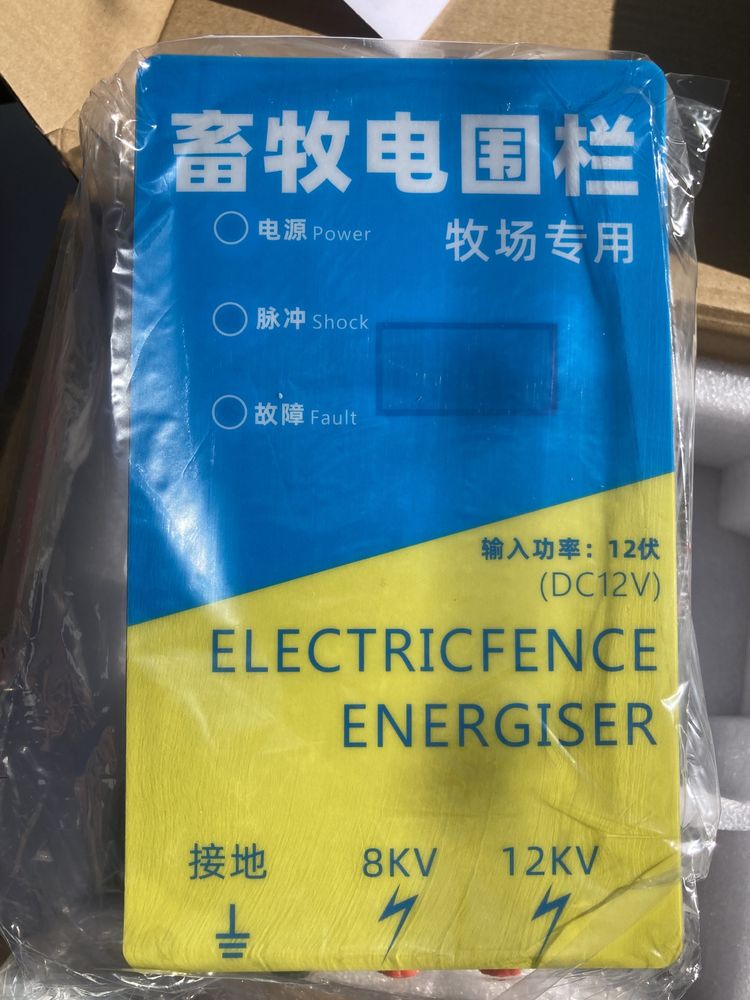 畜牧电围栏
电源 Power
牧场专用
脉冲 Shock
故障 Fault
输入功率：12伏
(DC12V)
ELECTRICFENCE
ENERGISER
接地 8KV 12KV